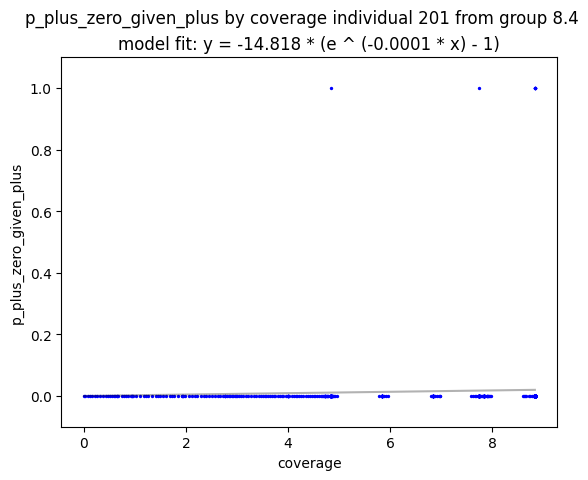 p_plus_zero_given_plus by coverage individual 201 from group 8.4
model fit: y = -14.818 * (e ^ (-0.0001 * x) - 1)
1.0
0.8
0.6
0.4
0.2
0.0
p_plus_zero_given_plus
0 2 4 6 8
coverage